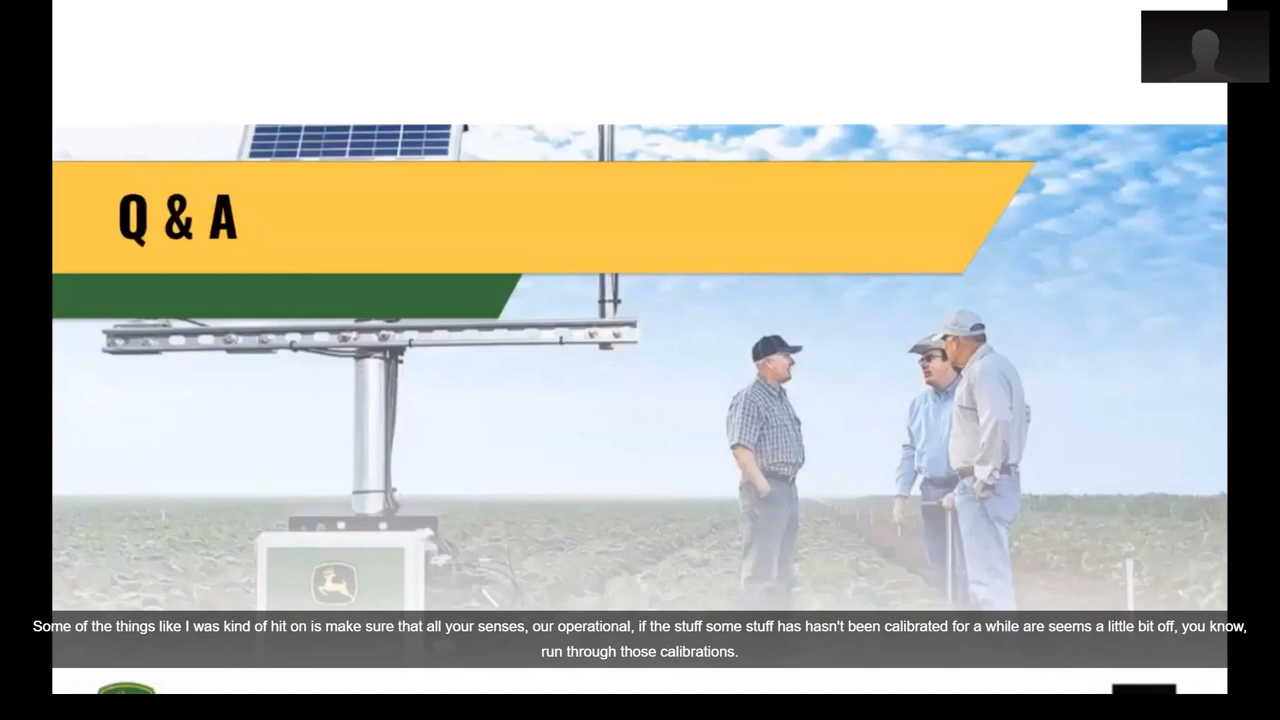 Q & A
Some of the things like I was kind of hit on is make sure that all your senses, our operational, if the stuff some stuff has hasn't been calibrated for a while are seems a little bit off, you know,
run through those calibrations.